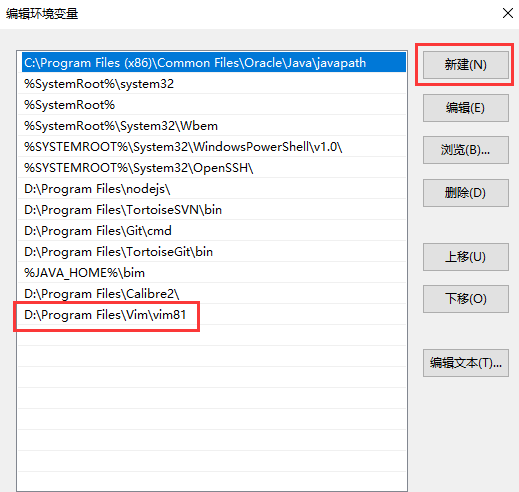 编辑环境变量
C:\Program Files (x86)\Common Files\Oracle\Java\javapath
%SystemRoot%\system32
%SystemRoot%
%SystemRoot%\System32\Wbem
%SYSTEMROOT%\System32\WindowsPowerShell\v1.0\
%SYSTEMROOT%\System32\OpenSSH\
D:\Program Files\nodejs\
D:\Program Files\TortoiseSVN\bin
D:\Program Files\Git\cmd
D:\Program Files\TortoiseGit\bin
%JAVA_HOME%\bim
D:\Program Files\Calibre2\
D:\Program Files\Vim\vim81
新建(N)
编辑(E)
浏览(B)...
删除(D)
上移(U)
下移(O)
编辑文本(T)...